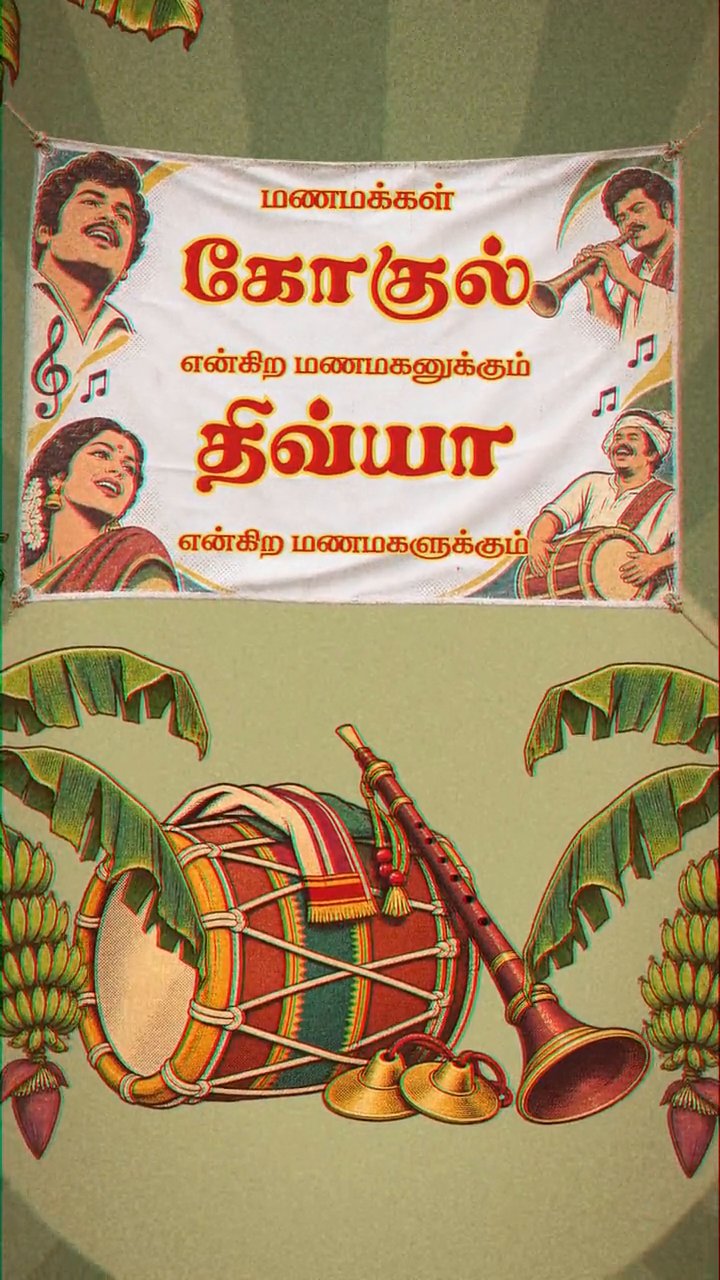 மணமக்கள்
கோகுல்
என்கிற மணமகனுக்கும்
திவ்யா
என்கிற மணமகளுக்கும்